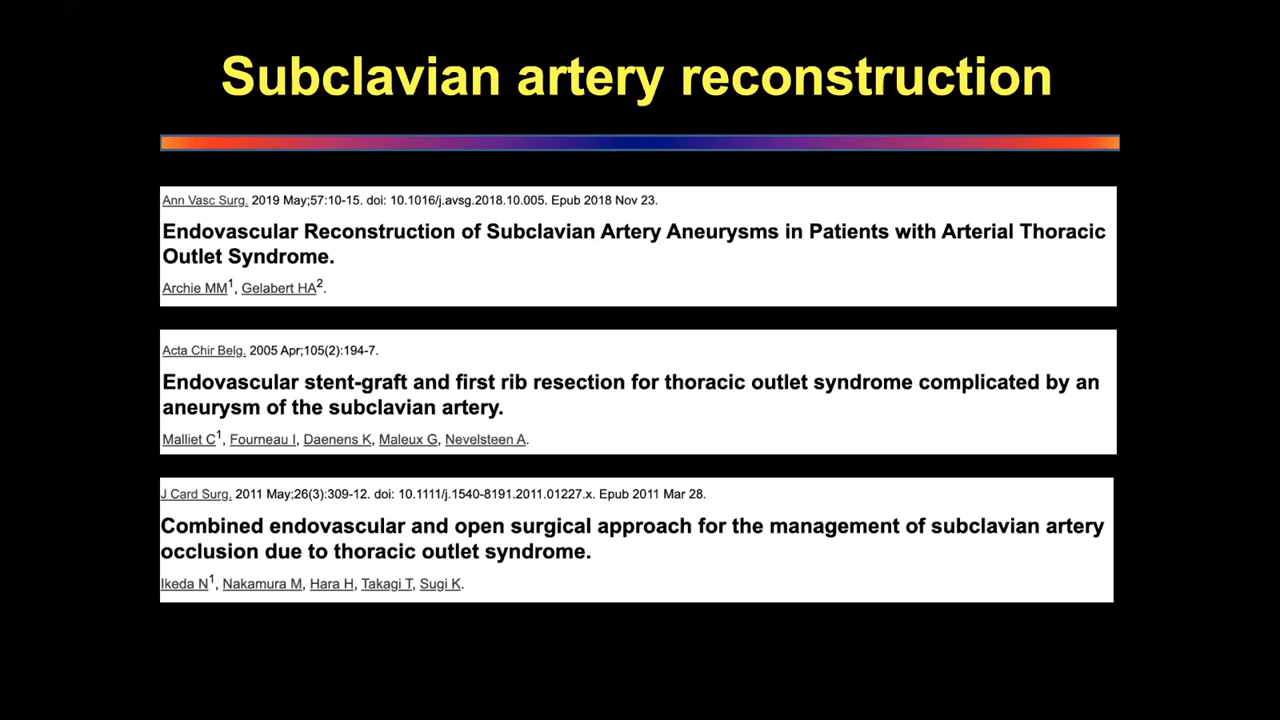 Subclavian artery reconstruction
Ann Vasc Surg. 2019 May;57:10-15. doi: 10.1016/j.avsg.2018.10.005. Epub 2018 Nov 23.
Endovascular Reconstruction of Subclavian Artery Aneurysms in Patients with Arterial Thoracic
Outlet Syndrome.
Archie MM1, Gelabert HA2.
Acta Chir Belg. 2005 Apr;105(2):194-7.
Endovascular stent-graft and first rib resection for thoracic outlet syndrome complicated by an
aneurysm of the subclavian artery.
Malliet C1, Fourneau I, Daenens K, Maleux G, Nevelsteen A.
J Card Surg. 2011 May;26(3):309-12. doi: 10.1111/j.1540-8191.2011.01227.x. Epub 2011 Mar 28.
Combined endovascular and open surgical approach for the management of subclavian artery
occlusion due to thoracic outlet syndrome.
Ikeda N1, Nakamura M, Hara H, Takagi T, Sugi K.